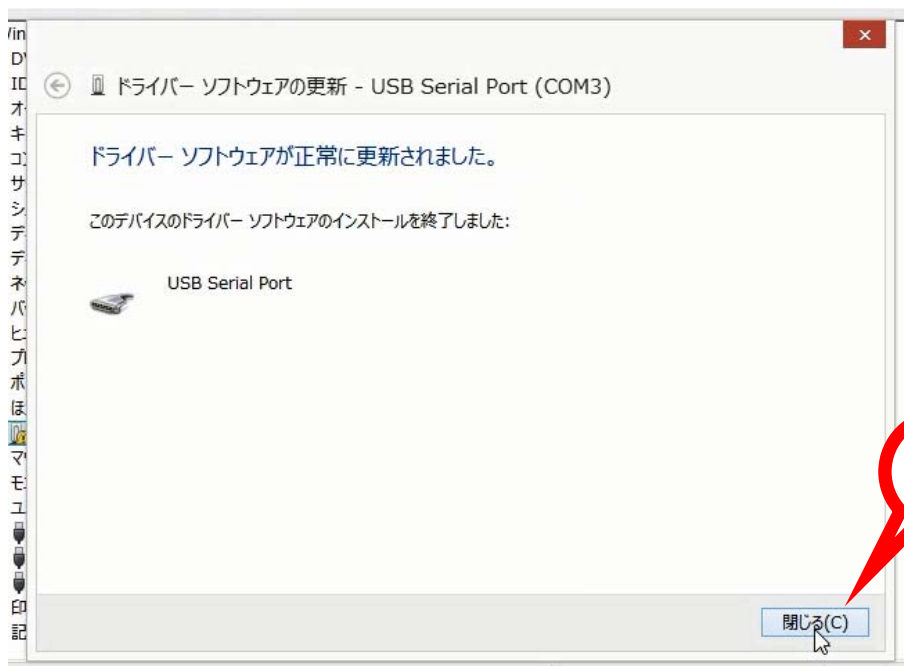 ドライバー ソフトウェアの更新 - USB Serial Port (COM3)
ドライバー ソフトウェアが正常に更新されました。
このデバイスのドライバー ソフトウェアのインストールを終了しました:
USB Serial Port
閉じる(C)